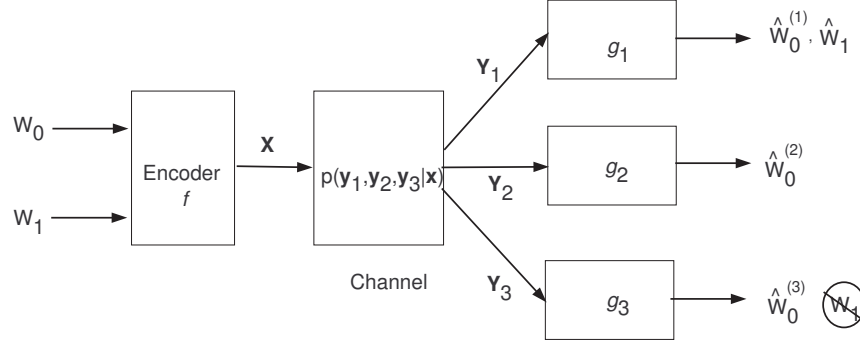 W₀
W₁
Encoder
f
X
p(y₁,y₂,y₃|x)
Channel
Y₁
Y₂
Y₃
g₁
g₂
g₃
Ŵ₀⁽¹⁾, Ŵ₁
Ŵ₀⁽²⁾
Ŵ₀⁽³⁾ W₁